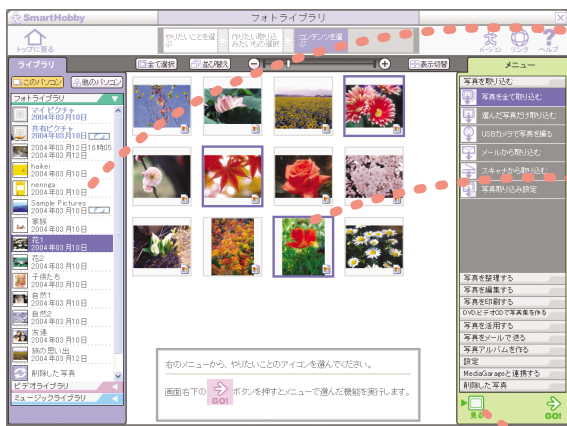 SmartHobby
フォトライブラリ
トップに戻る
やりたいことを選ぶ
作りたい/取り込みたいもの選択
コンテンツを選ぶ
バージョン
リンク
ヘルプ
ライブラリ
全て選択
並び替え
表示切替
メニュー
このパソコン
他のパソコン
フォトライブラリ
マイピクチャ
2004年03月10日
共有ピクチャ
2004年03月10日
2004年03月12日16時05
2004年03月12日
haikei
2004年03月10日
nennga
2004年03月10日
Sample Pictures
2004年03月10日
家族
2004年03月10日
花1
2004年03月10日
花2
2004年03月10日
子供たち
2004年03月10日
自然1
2004年03月10日
自然2
2004年03月10日
友達
2004年03月10日
旅の思い出
2004年03月12日
削除した写真
ビデオライブラリ
ミュージックライブラリ
右のメニューから、やりたいことのアイコンを選んでください。
画面右下の GO! ボタンを押すとメニューで選んだ機能を実行します。
写真を取り込む
写真を全て取り込む
選んだ写真だけ取り込む
USBカメラで写真を撮る
メールから取り込む
スキャナから取り込む
写真取り込み設定
写真を整理する
写真を編集する
写真を印刷する
DVD,ビデオCDで写真集を作る
写真を活用する
写真をメールで送る
写真アルバムを作る
設定
MediaGarageと連携する
削除した写真
見る
GO!